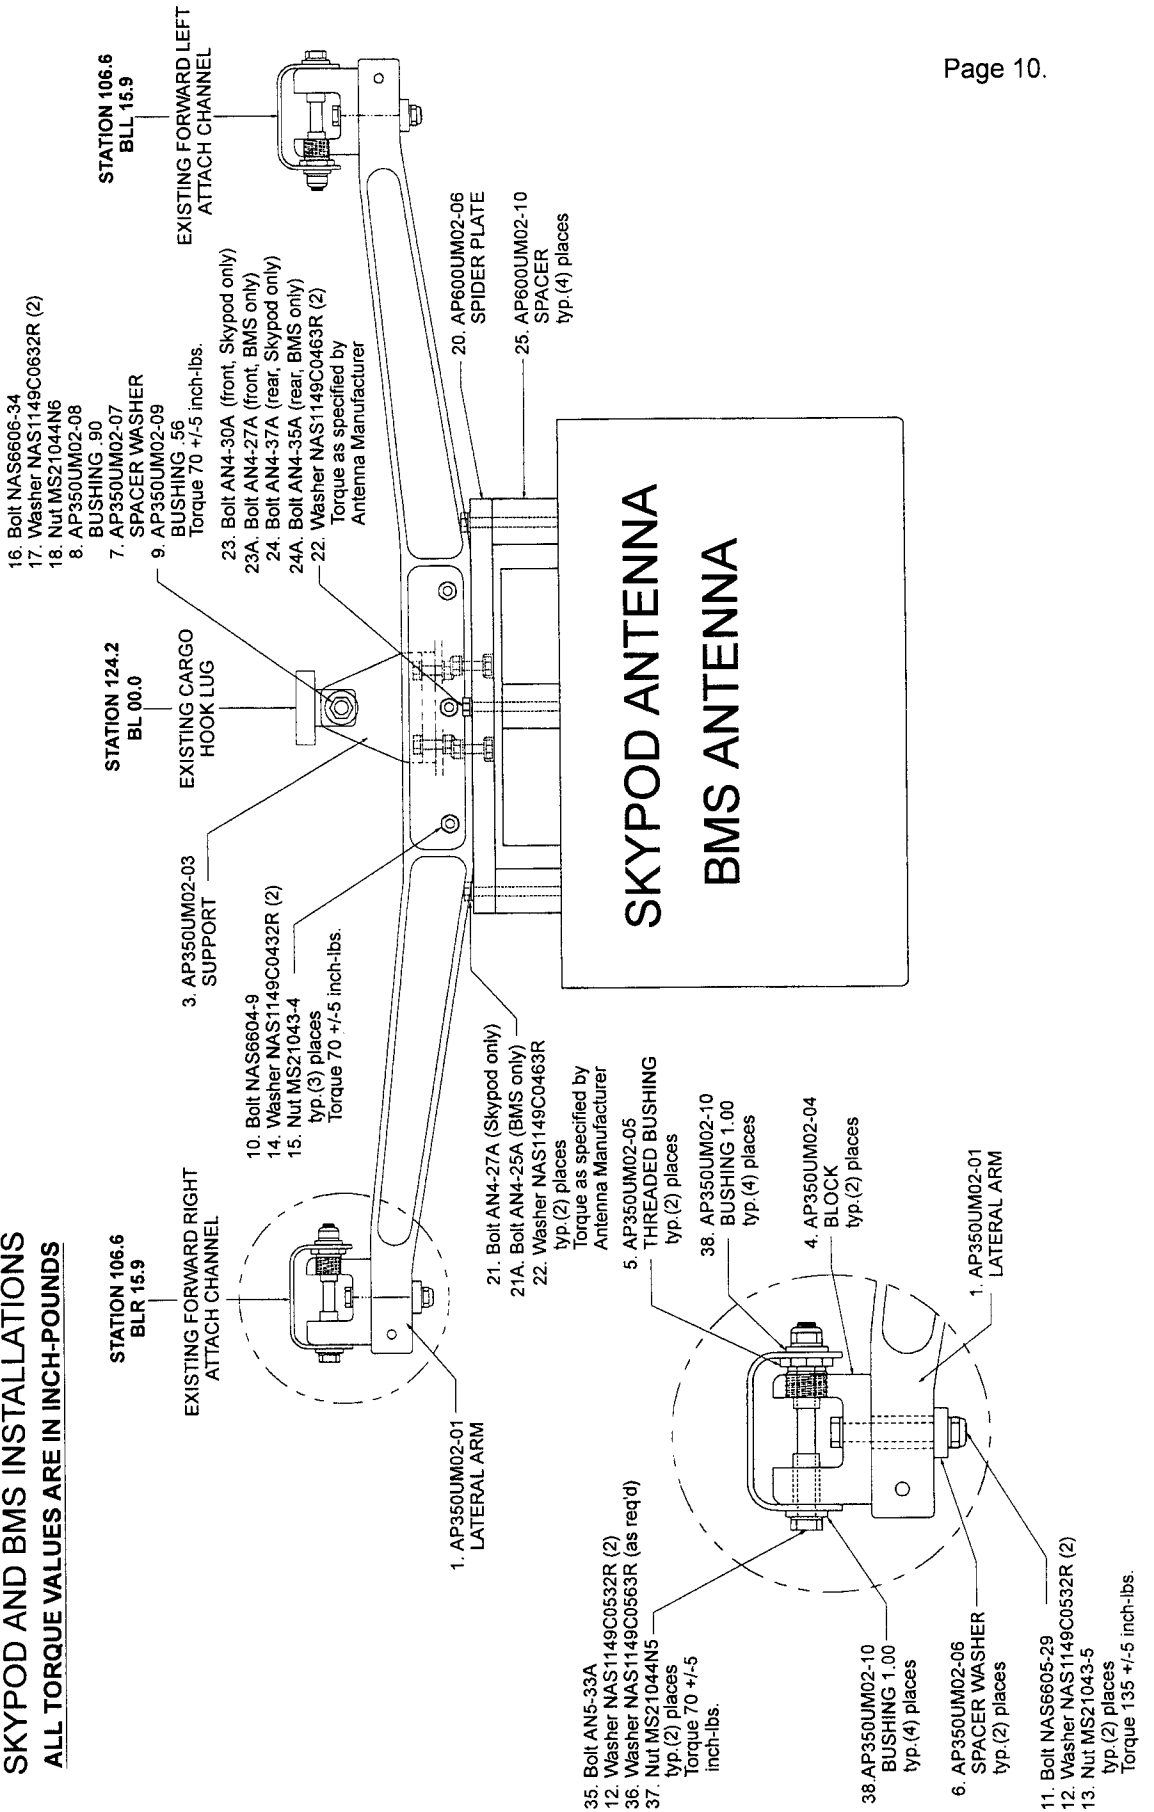 SKYPOD AND BMS INSTALLATIONS
ALL TORQUE VALUES ARE IN INCH-POUNDS
Page 10.
STATION 106.6
BLR 15.9
EXISTING FORWARD RIGHT
ATTACH CHANNEL
STATION 124.2
BL 00.0
EXISTING CARGO
HOOK LUG
STATION 106.6
BLL 15.9
EXISTING FORWARD LEFT
ATTACH CHANNEL
16. Bolt NAS6606-34
17. Washer NAS1149C0632R (2)
18. Nut MS21044N6
8. AP350UM02-08
BUSHING .90
7. AP350UM02-07
SPACER WASHER
9. AP350UM02-09
BUSHING .56
Torque 70 +/-5 inch-lbs.
3. AP350UM02-03
SUPPORT
10. Bolt NAS6604-9
14. Washer NAS1149C0432R (2)
15. Nut MS21043-4
typ.(3) places
Torque 70 +/-5 inch-lbs.
23. Bolt AN4-30A (front, Skypod only)
23A. Bolt AN4-27A (front, BMS only)
24. Bolt AN4-37A (rear, Skypod only)
24A. Bolt AN4-35A (rear, BMS only)
22. Washer NAS1149C0463R (2)
Torque as specified by
Antenna Manufacturer
20. AP600UM02-06
SPIDER PLATE
25. AP600UM02-10
SPACER
typ.(4) places
1. AP350UM02-01
LATERAL ARM
21. Bolt AN4-27A (Skypod only)
21A. Bolt AN4-25A (BMS only)
22. Washer NAS1149C0463R
typ.(2) places
Torque as specified by
Antenna Manufacturer
SKYPOD ANTENNA
BMS ANTENNA
5. AP350UM02-05
THREADED BUSHING
typ.(2) places
38. AP350UM02-10
BUSHING 1.00
typ.(4) places
4. AP350UM02-04
BLOCK
typ.(2) places
1. AP350UM02-01
LATERAL ARM
35. Bolt AN5-33A
12. Washer NAS1149C0532R (2)
36. Washer NAS1149C0563R (as req'd)
37. Nut MS21044N5
typ.(2) places
Torque 70 +/-5
inch-lbs.
38.AP350UM02-10
BUSHING 1.00
typ.(4) places
6. AP350UM02-06
SPACER WASHER
typ.(2) places
11. Bolt NAS6605-29
12. Washer NAS1149C0532R (2)
13. Nut MS21043-5
typ.(2) places
Torque 135 +/-5 inch-lbs.